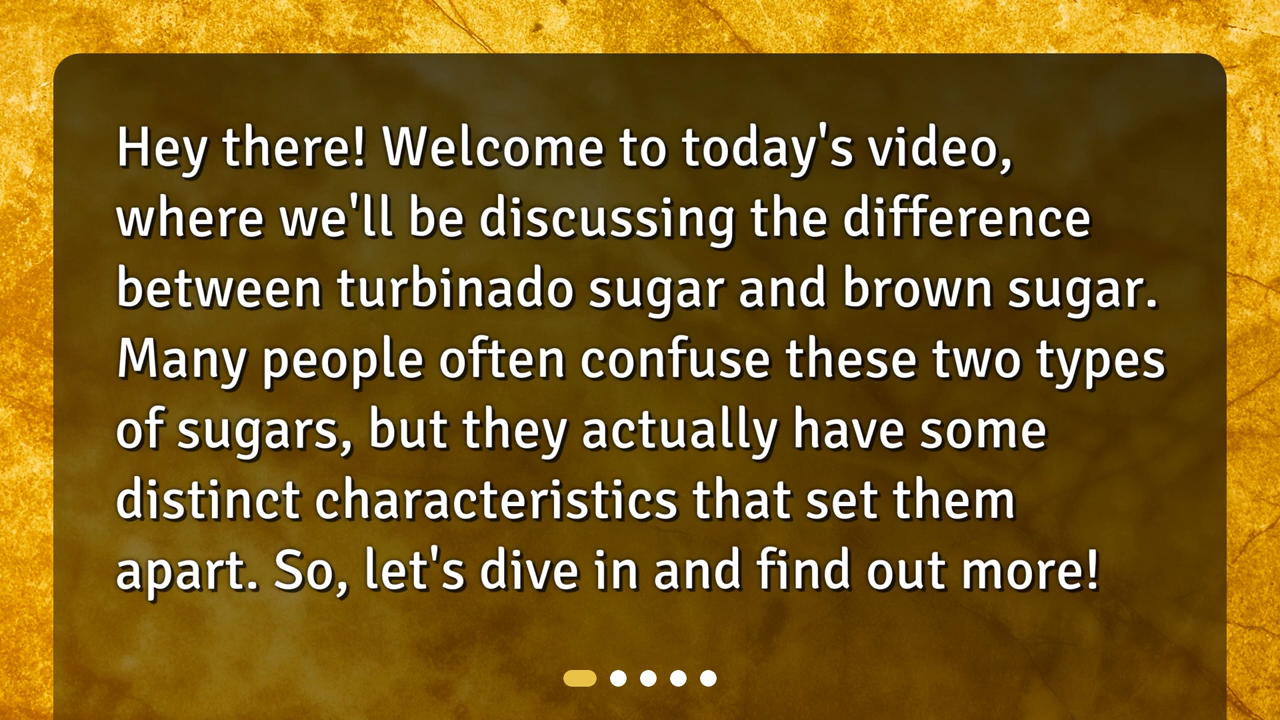 Hey there! Welcome to today's video,
where we'll be discussing the difference
between turbinado sugar and brown sugar.
Many people often confuse these two types
of sugars, but they actually have some
distinct characteristics that set them
apart. So, let's dive in and find out more!